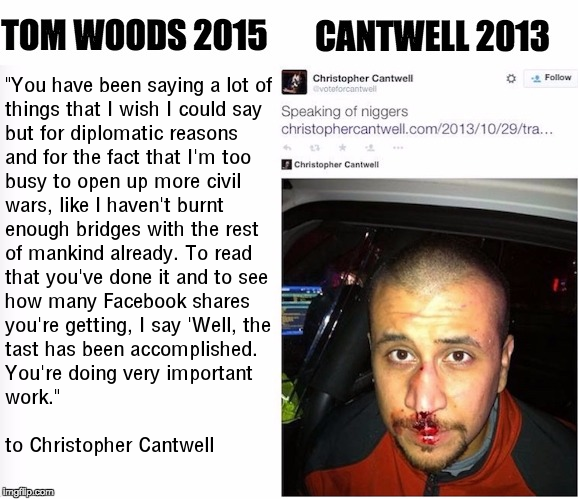 TOM WOODS 2015
"You have been saying a lot of
things that I wish I could say
but for diplomatic reasons
and for the fact that I'm too
busy to open up more civil
wars, like I haven't burnt
enough bridges with the rest
of mankind already. To read
that you've done it and to see
how many Facebook shares
you're getting, I say 'Well, the
tast has been accomplished.
You're doing very important
work."
to Christopher Cantwell
CANTWELL 2013
Christopher Cantwell
@voteforcantwell
Follow
Speaking of niggers
christophercantwell.com/2013/10/29/tra...
Christopher Cantwell
imgflip.com